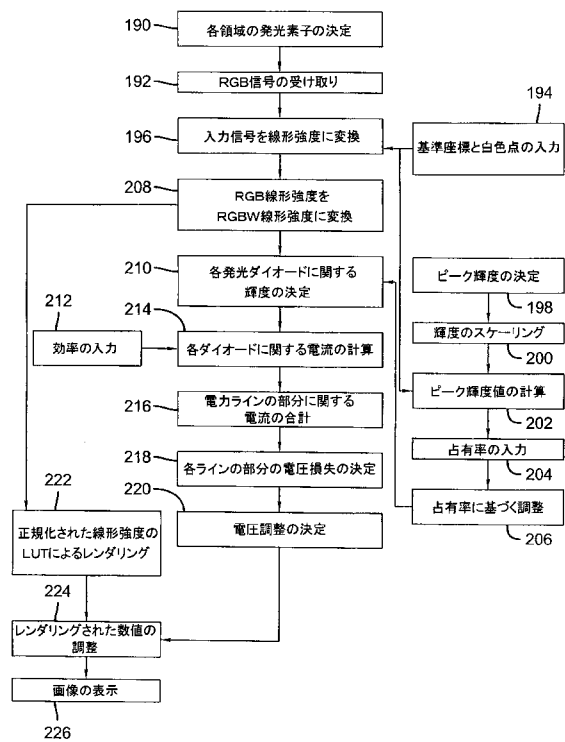 190
各領域の発光素子の決定
192
RGB信号の受け取り
194
基準座標と白色点の入力
196
入力信号を線形強度に変換
208
RGB線形強度を
RGBW線形強度に変換
210
各発光ダイオードに関する
輝度の決定
ピーク輝度の決定
198
212
効率の入力
214
各ダイオードに関する電流の計算
輝度のスケーリング
200
216
電力ラインの部分に関する
電流の合計
ピーク輝度値の計算
202
218
各ラインの部分の電圧損失の決定
占有率の入力
204
220
電圧調整の決定
占有率に基づく調整
206
222
正規化された線形強度の
LUTによるレンダリング
224
レンダリングされた数値の
調整
画像の表示
226